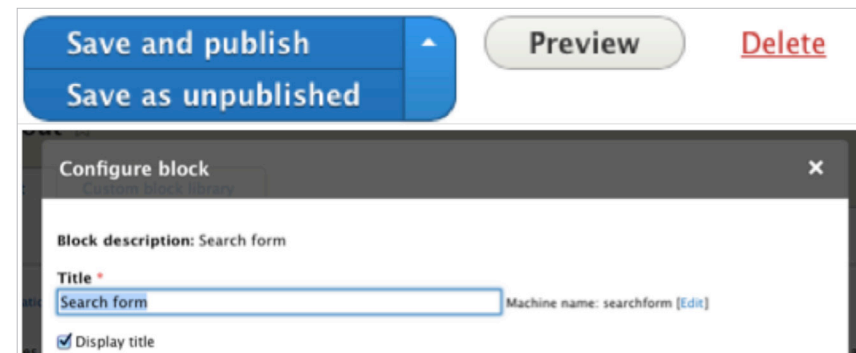 Save and publish
Preview
Delete
Save as unpublished
Configure block
×
Custom block library
Block description: Search form
Title *
Search form
Machine name: searchform [Edit]
Display title